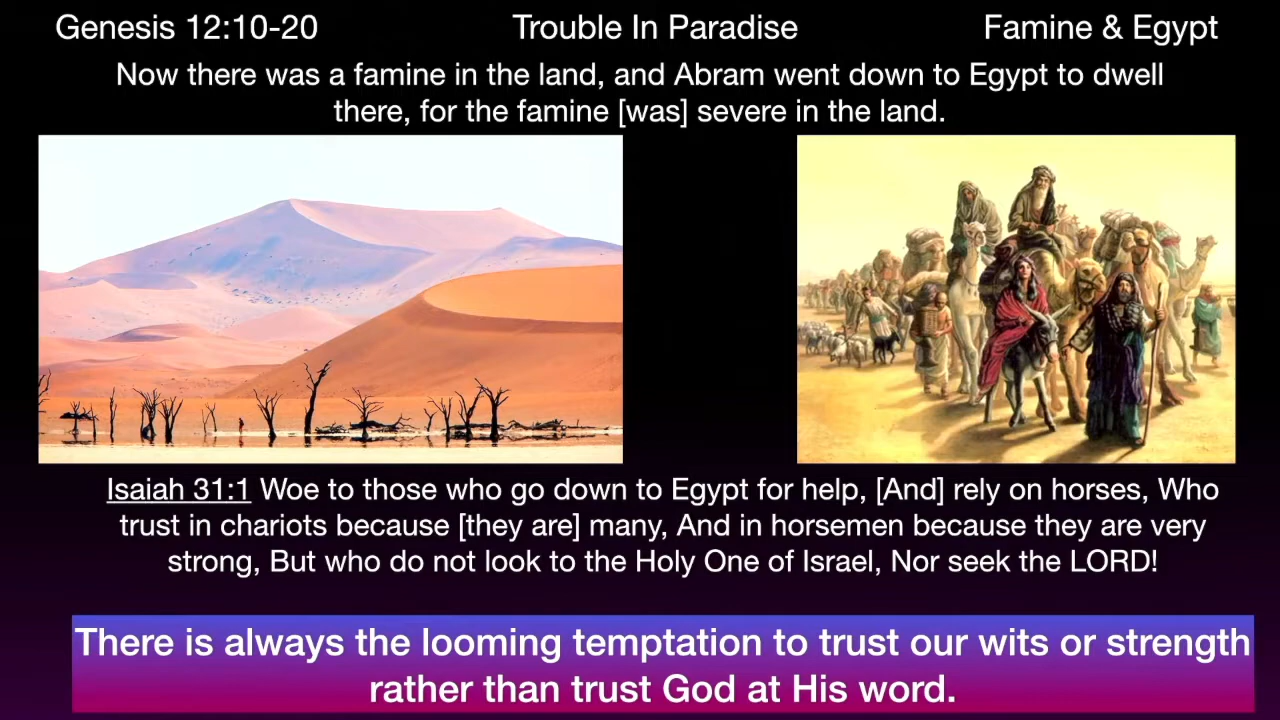 Genesis 12:10-20 Trouble In Paradise Famine & Egypt
Now there was a famine in the land, and Abram went down to Egypt to dwell
there, for the famine [was] severe in the land.
Isaiah 31:1 Woe to those who go down to Egypt for help, [And] rely on horses, Who
trust in chariots because [they are] many, And in horsemen because they are very
strong, But who do not look to the Holy One of Israel, Nor seek the LORD!
There is always the looming temptation to trust our wits or strength
rather than trust God at His word.